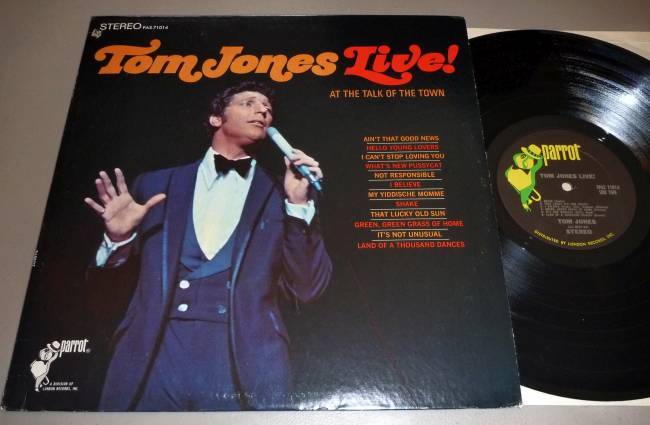 STEREO PAS 71014
Tom Jones Live!
AT THE TALK OF THE TOWN
AIN'T THAT GOOD NEWS
HELLO YOUNG LOVERS
I CAN'T STOP LOVING YOU
WHAT'S NEW PUSSYCAT
NOT RESPONSIBLE
I BELIEVE
MY YIDDISCHE MOMME
SHAKE
THAT LUCKY OLD SUN
GREEN, GREEN GRASS OF HOME
IT'S NOT UNUSUAL
LAND OF A THOUSAND DANCES
parrot
A DIVISION OF
LONDON RECORDS, INC.
parrot
TOM JONES LIVE!
TOM JONES
STEREO
DISTRIBUTED BY LONDON RECORDS, INC.